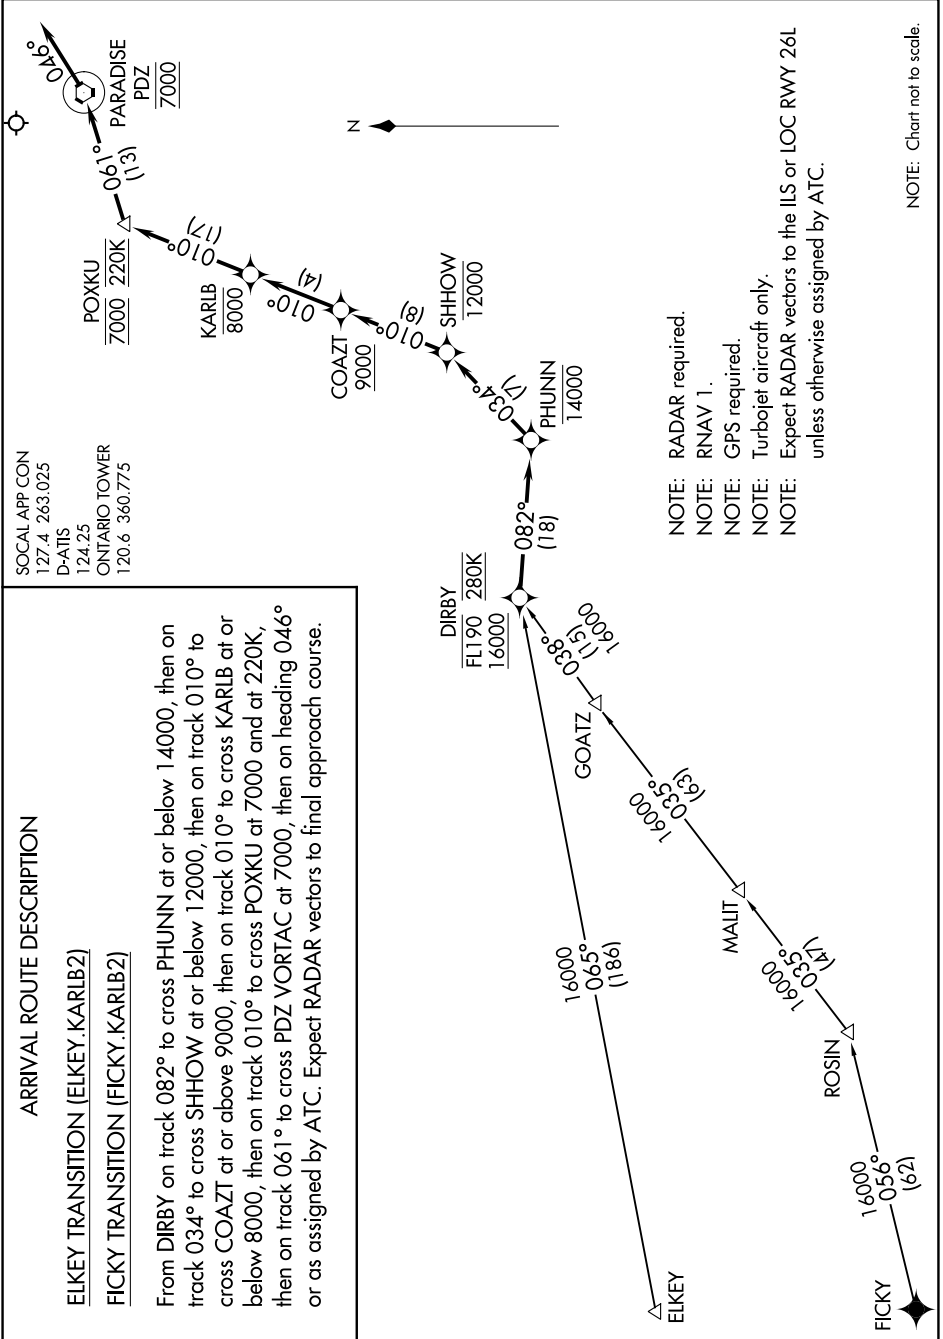 ARRIVAL ROUTE DESCRIPTION
ELKEY TRANSITION (ELKEY.KARLB2)
FICKY TRANSITION (FICKY.KARLB2)
From DIRBY on track 082° to cross PHUNN at or below 14000, then on
track 034° to cross SHHOW at or below 12000, then on track 010° to
cross COAZT at or above 9000, then on track 010° to cross KARLB at or
below 8000, then on track 010° to cross POXKU at 7000 and at 220K,
then on track 061° to cross PDZ VORTAC at 7000, then on heading 046°
or as assigned by ATC. Expect RADAR vectors to final approach course.
SOCAL APP CON
127.4 263.025
D-ATIS
124.25
ONTARIO TOWER
120.6 360.775
046°
PARADISE
PDZ
7000
061°
(13)
POXKU
7000 220K
010°
(17)
KARLB
8000
010°
(4)
COAZT
9000
010°
(8)
SHHOW
12000
034°
(7)
PHUNN
14000
082°
(18)
DIRBY
FL190 280K
16000
N
038°
(15)
16000
GOATZ
16000
035°
(63)
MALIT
16000
035°
(47)
ROSIN
16000
056°
(62)
FICKY
16000
065°
(186)
ELKEY
NOTE: RADAR required.
NOTE: RNAV 1.
NOTE: GPS required.
NOTE: Turbojet aircraft only.
NOTE: Expect RADAR vectors to the ILS or LOC RWY 26L
unless otherwise assigned by ATC.
NOTE: Chart not to scale.